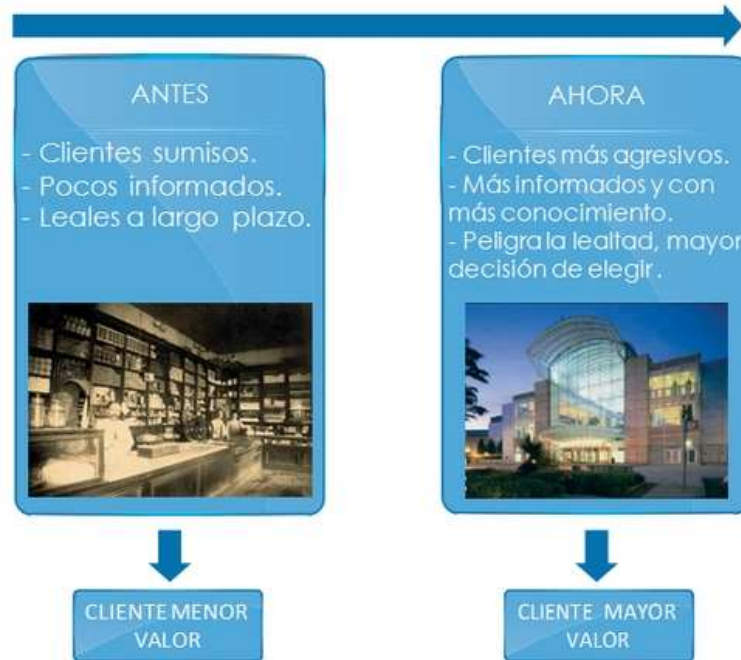 ANTES
- Clientes sumisos.
- Pocos informados.
- Leales a largo plazo.
CLIENTE MENOR
VALOR
AHORA
- Clientes más agresivos.
- Más informados y con
más conocimiento.
- Peligra la lealtad, mayor
decisión de elegir.
CLIENTE MAYOR
VALOR